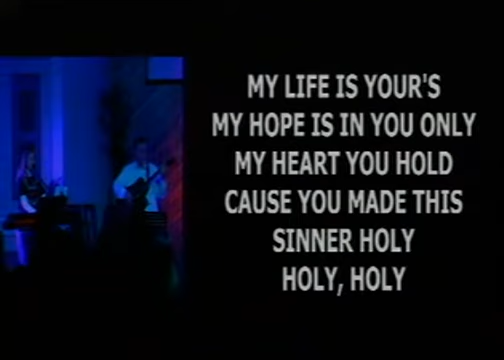 MY LIFE IS YOUR'S
MY HOPE IS IN YOU ONLY
MY HEART YOU HOLD
CAUSE YOU MADE THIS
SINNER HOLY
HOLY, HOLY